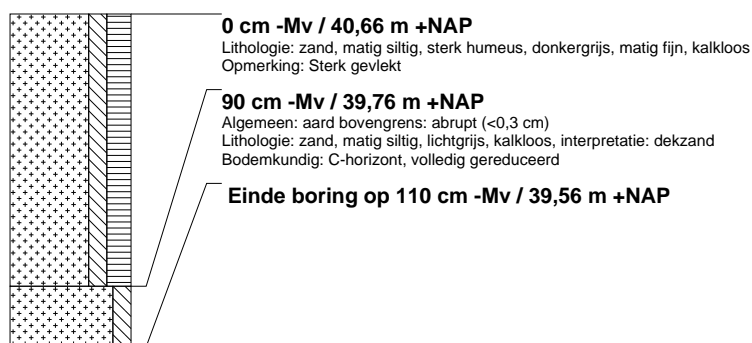 0 cm -Mv / 40,66 m +NAP
Lithologie: zand, matig siltig, sterk humeus, donkergrijs, matig fijn, kalkloos
Opmerking: Sterk gevlekt
90 cm -Mv / 39,76 m +NAP
Algemeen: aard bovengrens: abrupt (<0,3 cm)
Lithologie: zand, matig siltig, lichtgrijs, kalkloos, interpretatie: dekzand
Bodemkundig: C-horizont, volledig gereduceerd
Einde boring op 110 cm -Mv / 39,56 m +NAP